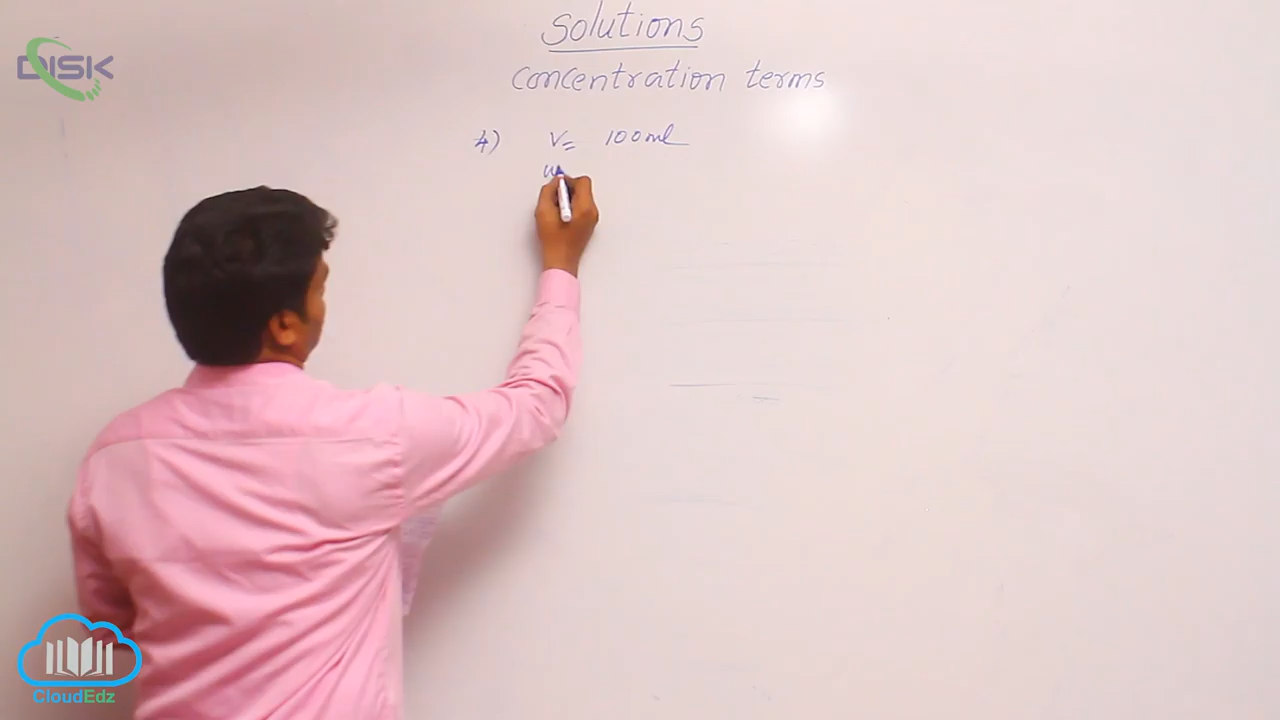 Solutions
DISK
concentration terms
4) V= 100ml
CloudEdz